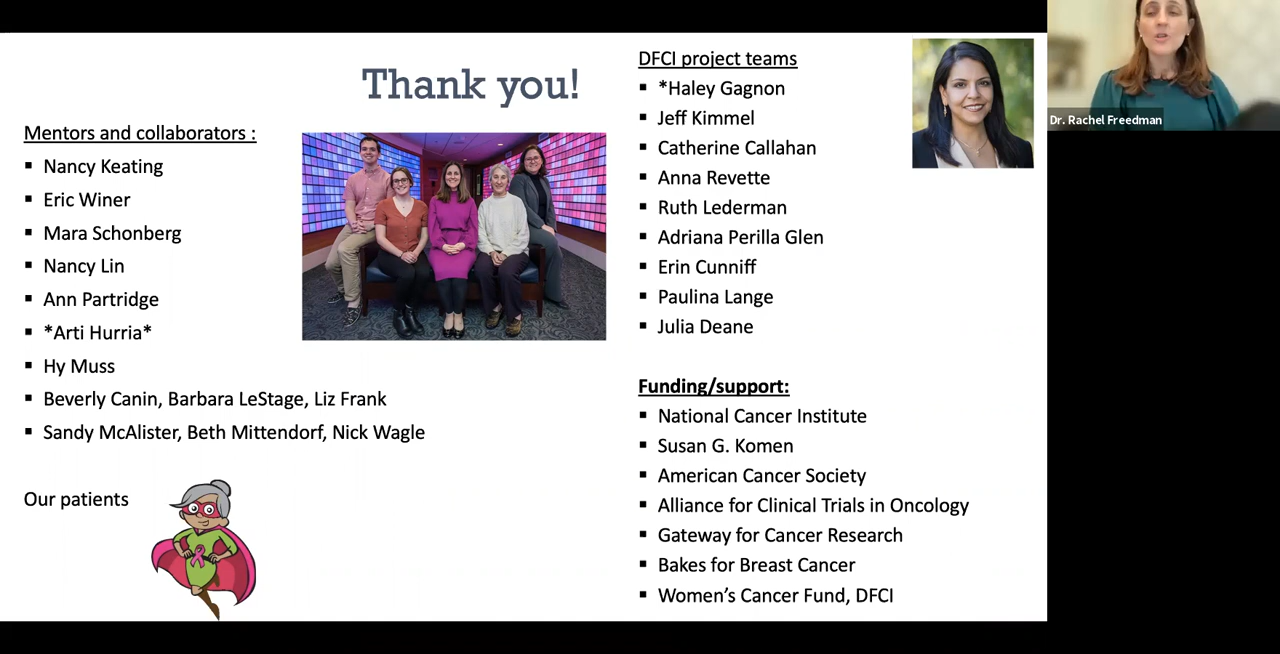 Thank you!
Mentors and collaborators :
▪ Nancy Keating
▪ Eric Winer
▪ Mara Schonberg
▪ Nancy Lin
▪ Ann Partridge
▪ *Arti Hurria*
▪ Hy Muss
▪ Beverly Canin, Barbara LeStage, Liz Frank
▪ Sandy McAlister, Beth Mittendorf, Nick Wagle
Our patients
DFCI project teams
▪ *Haley Gagnon
▪ Jeff Kimmel
▪ Catherine Callahan
▪ Anna Revette
▪ Ruth Lederman
▪ Adriana Perilla Glen
▪ Erin Cunniff
▪ Paulina Lange
▪ Julia Deane
Funding/support:
▪ National Cancer Institute
▪ Susan G. Komen
▪ American Cancer Society
▪ Alliance for Clinical Trials in Oncology
▪ Gateway for Cancer Research
▪ Bakes for Breast Cancer
▪ Women’s Cancer Fund, DFCI
Dr. Rachel Freedman